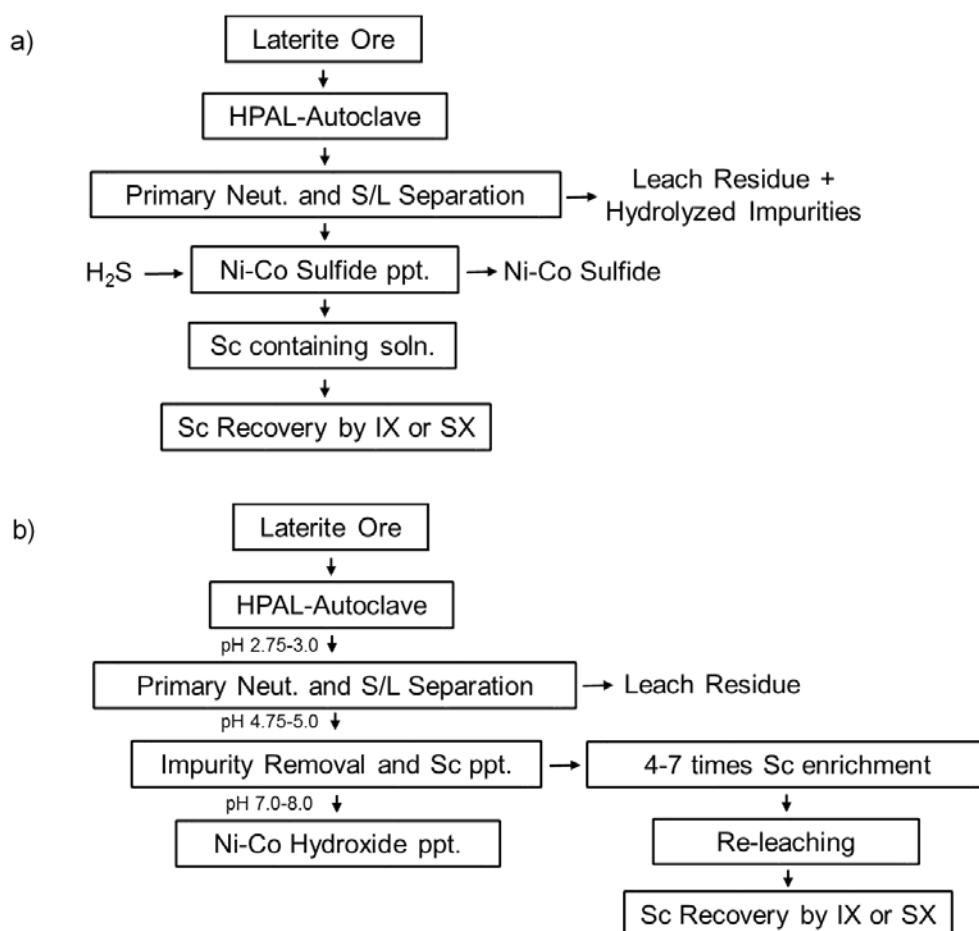 a)
Laterite Ore
HPAL-Autoclave
Primary Neut. and S/L Separation
Leach Residue +
Hydrolyzed Impurities
H₂S
Ni-Co Sulfide ppt.
Ni-Co Sulfide
Sc containing soln.
Sc Recovery by IX or SX
b)
Laterite Ore
HPAL-Autoclave
pH 2.75-3.0
Primary Neut. and S/L Separation
Leach Residue
pH 4.75-5.0
Impurity Removal and Sc ppt.
4-7 times Sc enrichment
pH 7.0-8.0
Ni-Co Hydroxide ppt.
Re-leaching
Sc Recovery by IX or SX